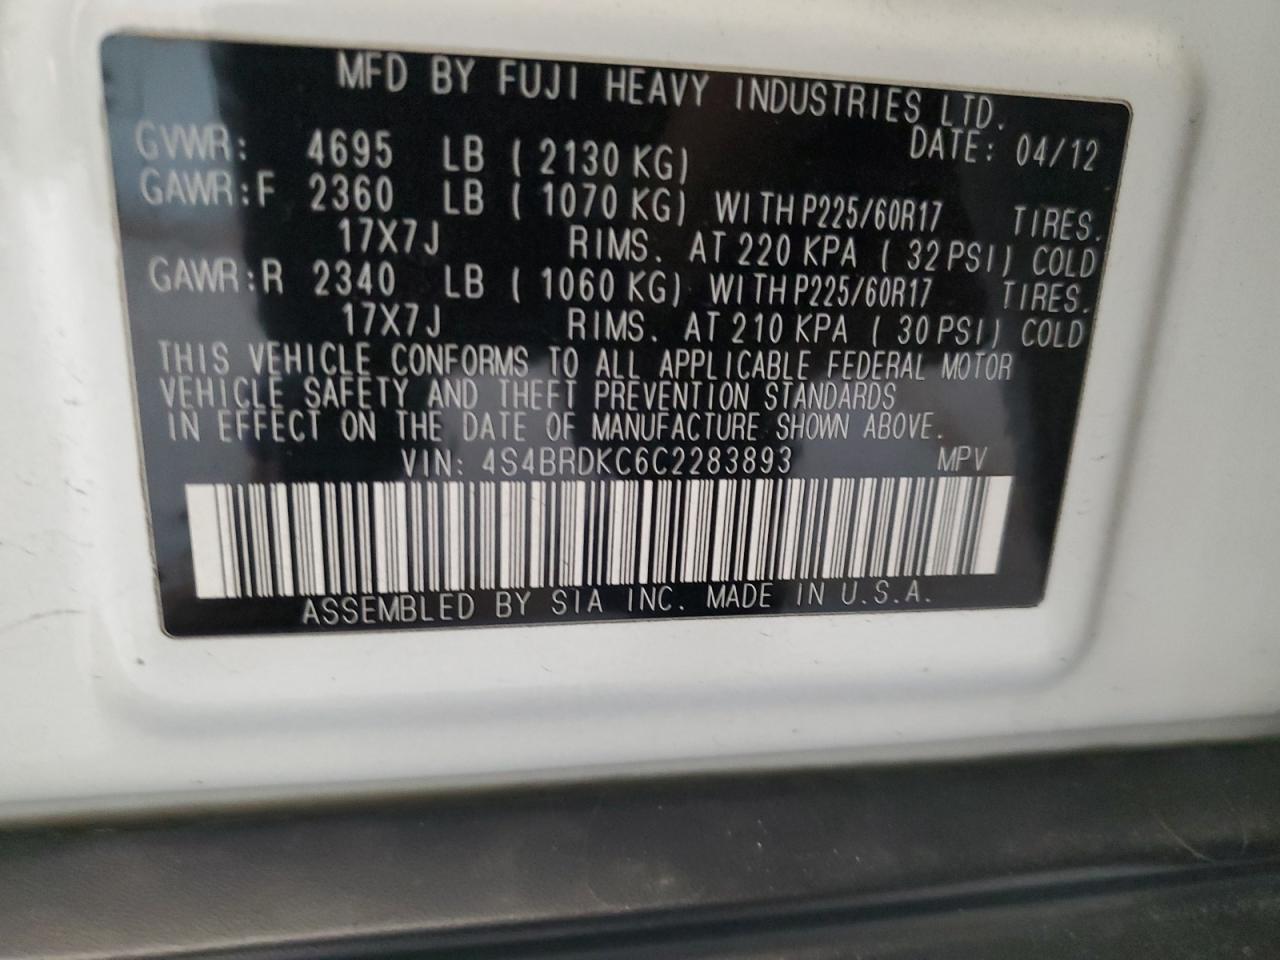 MFD BY FUJI HEAVY INDUSTRIES LTD.
DATE: 04/12
GVWR: 4695 LB ( 2130 KG)
GAWR:F 2360 LB ( 1070 KG) WITH P225/60R17 TIRES.
17X7J RIMS. AT 220 KPA ( 32 PSI) COLD
GAWR:R 2340 LB ( 1060 KG) WITH P225/60R17 TIRES.
17X7J RIMS. AT 210 KPA ( 30 PSI) COLD
THIS VEHICLE CONFORMS TO ALL APPLICABLE FEDERAL MOTOR
VEHICLE SAFETY AND THEFT PREVENTION STANDARDS
IN EFFECT ON THE DATE OF MANUFACTURE SHOWN ABOVE.
VIN: 4S4BRDKC6C2283893 MPV
ASSEMBLED BY SIA INC. MADE IN U.S.A.